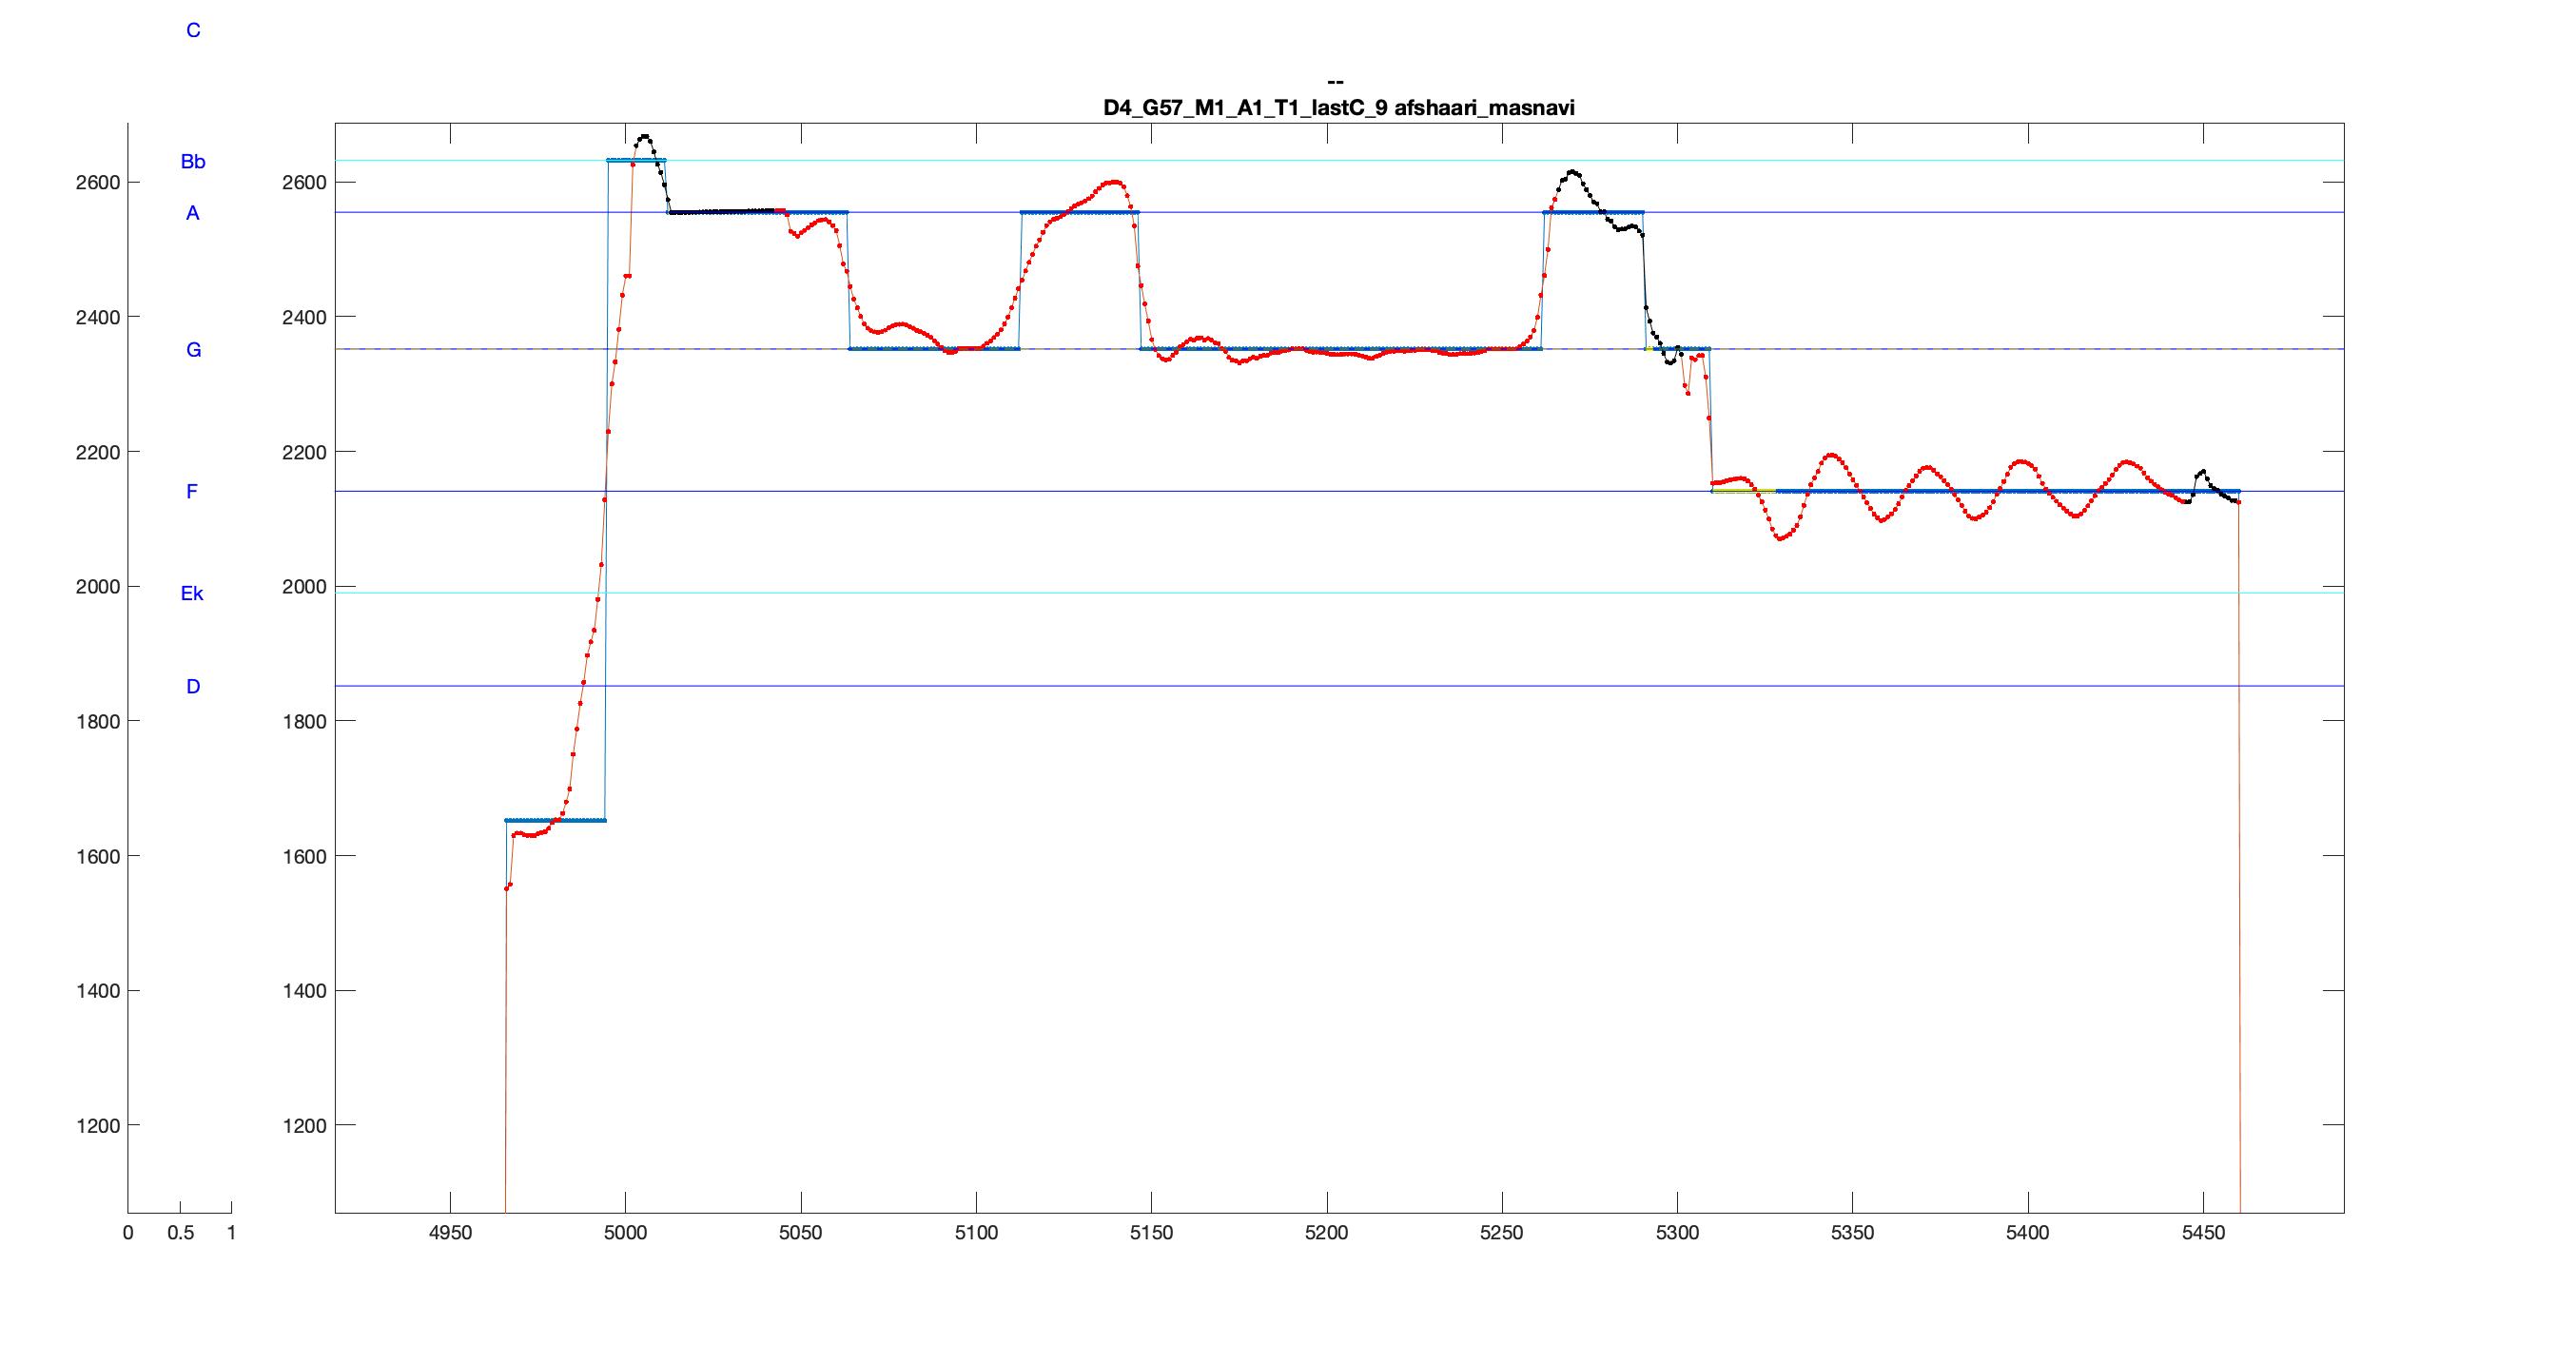 C
--
D4_G57_M1_A1_T1_lastC_9 afshaari_masnavi
Bb
2600 2600
A
2400 2400
G
2200 2200
F
2000 2000
Ek
D
1800 1800
1600 1600
1400 1400
1200 1200
0 0.5 1 4950 5000 5050 5100 5150 5200 5250 5300 5350 5400 5450